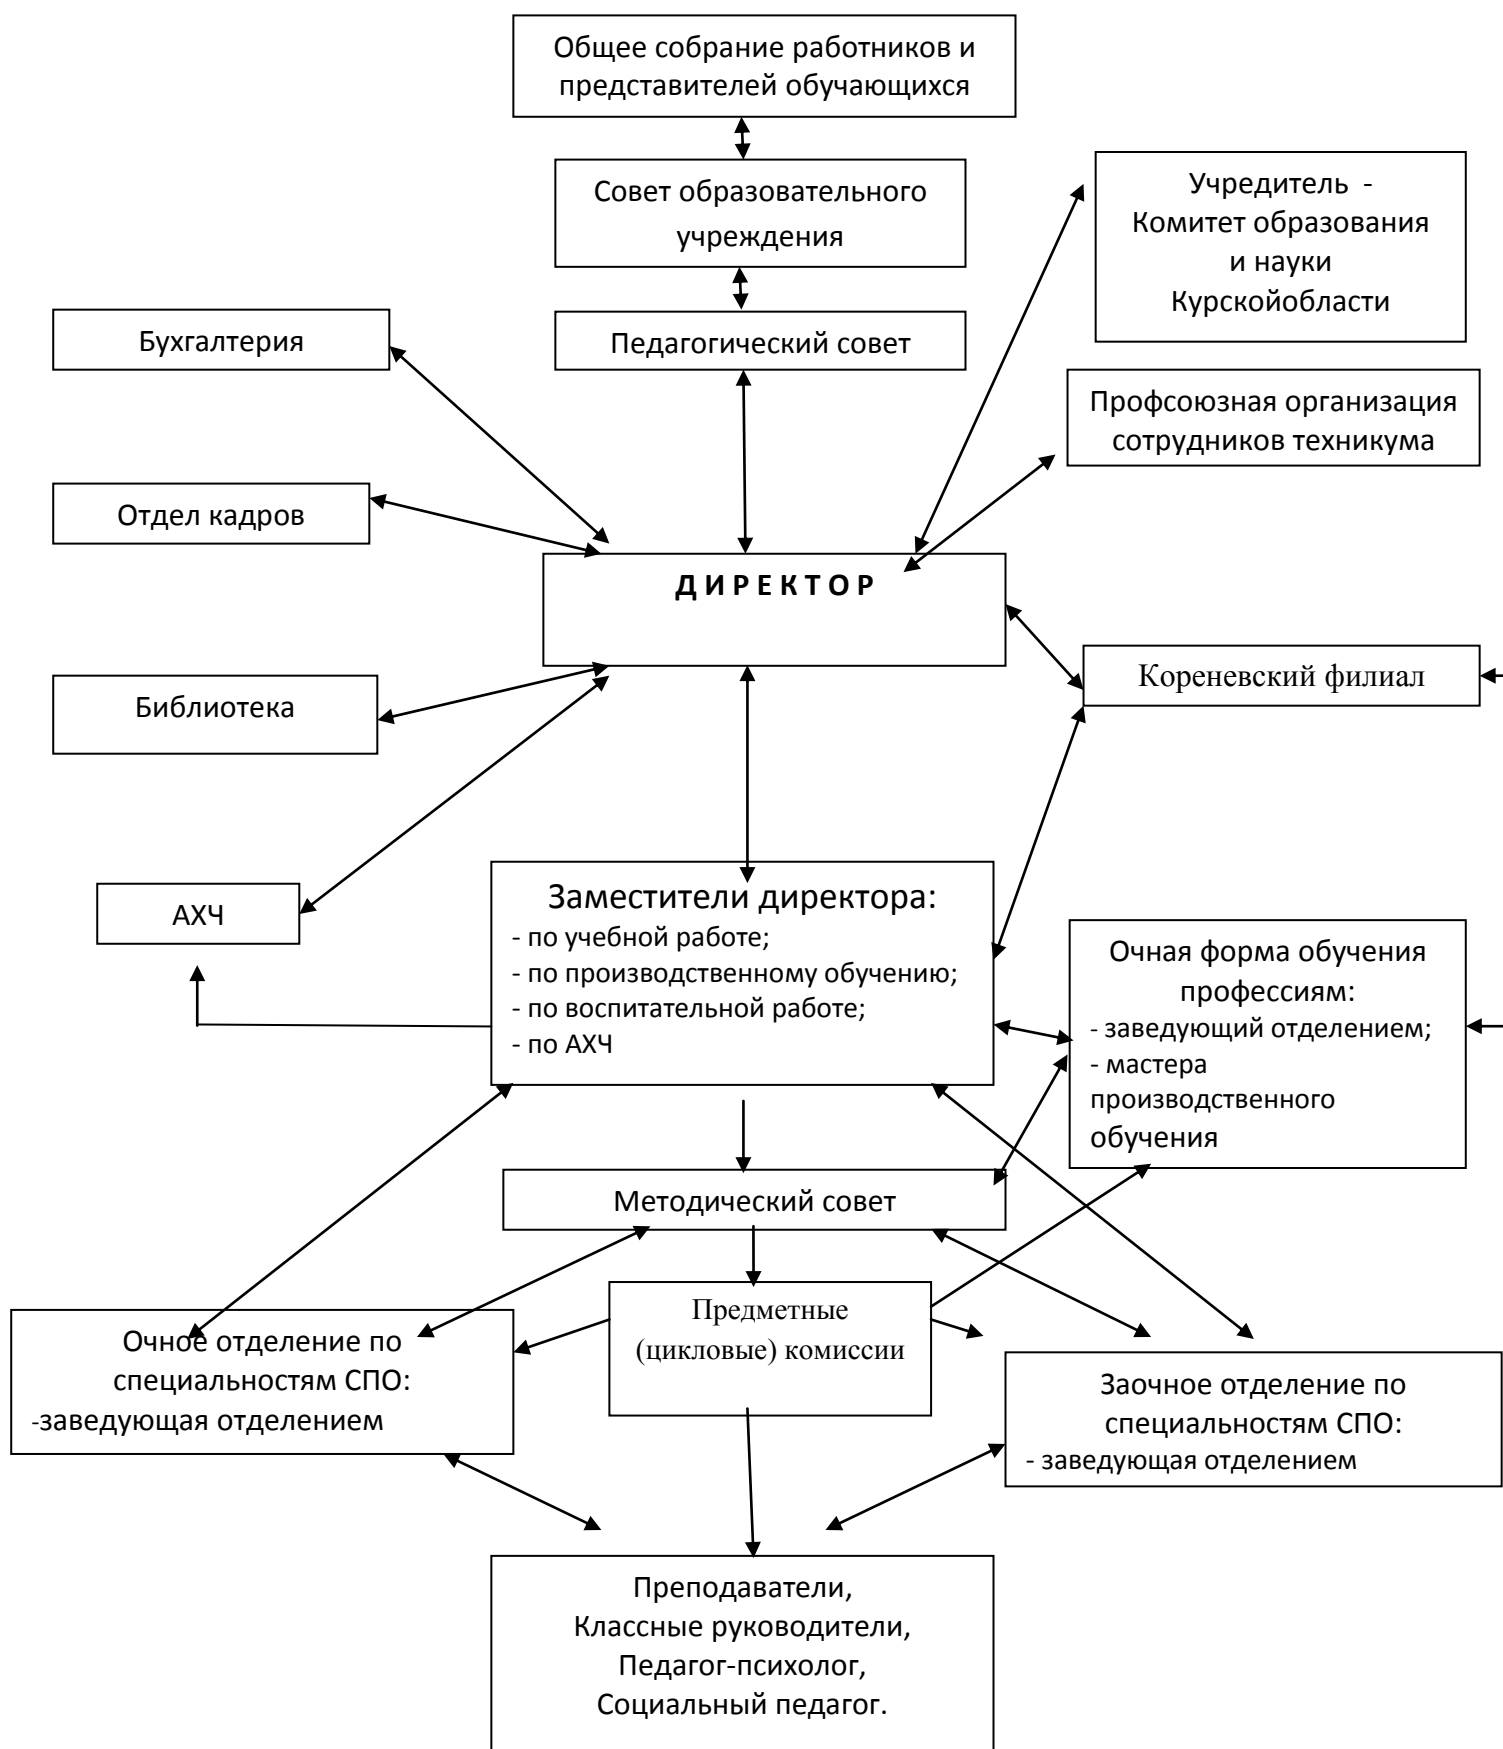 Общее собрание работников и
представителей обучающихся
Совет образовательного
учреждения
Учредитель -
Комитет образования
и науки
Курскойобласти
Бухгалтерия
Педагогический совет
Профсоюзная организация
сотрудников техникума
Отдел кадров
Д И Р Е К Т О Р
Кореневский филиал
Библиотека
АХЧ
Заместители директора:
- по учебной работе;
- по производственному обучению;
- по воспитательной работе;
- по АХЧ
Очная форма обучения
профессиям:
- заведующий отделением;
- мастера
производственного
обучения
Методический совет
Предметные
(цикловые) комиссии
Очное отделение по
специальностям СПО:
-заведующая отделением
Заочное отделение по
специальностям СПО:
- заведующая отделением
Преподаватели,
Классные руководители,
Педагог-психолог,
Социальный педагог.